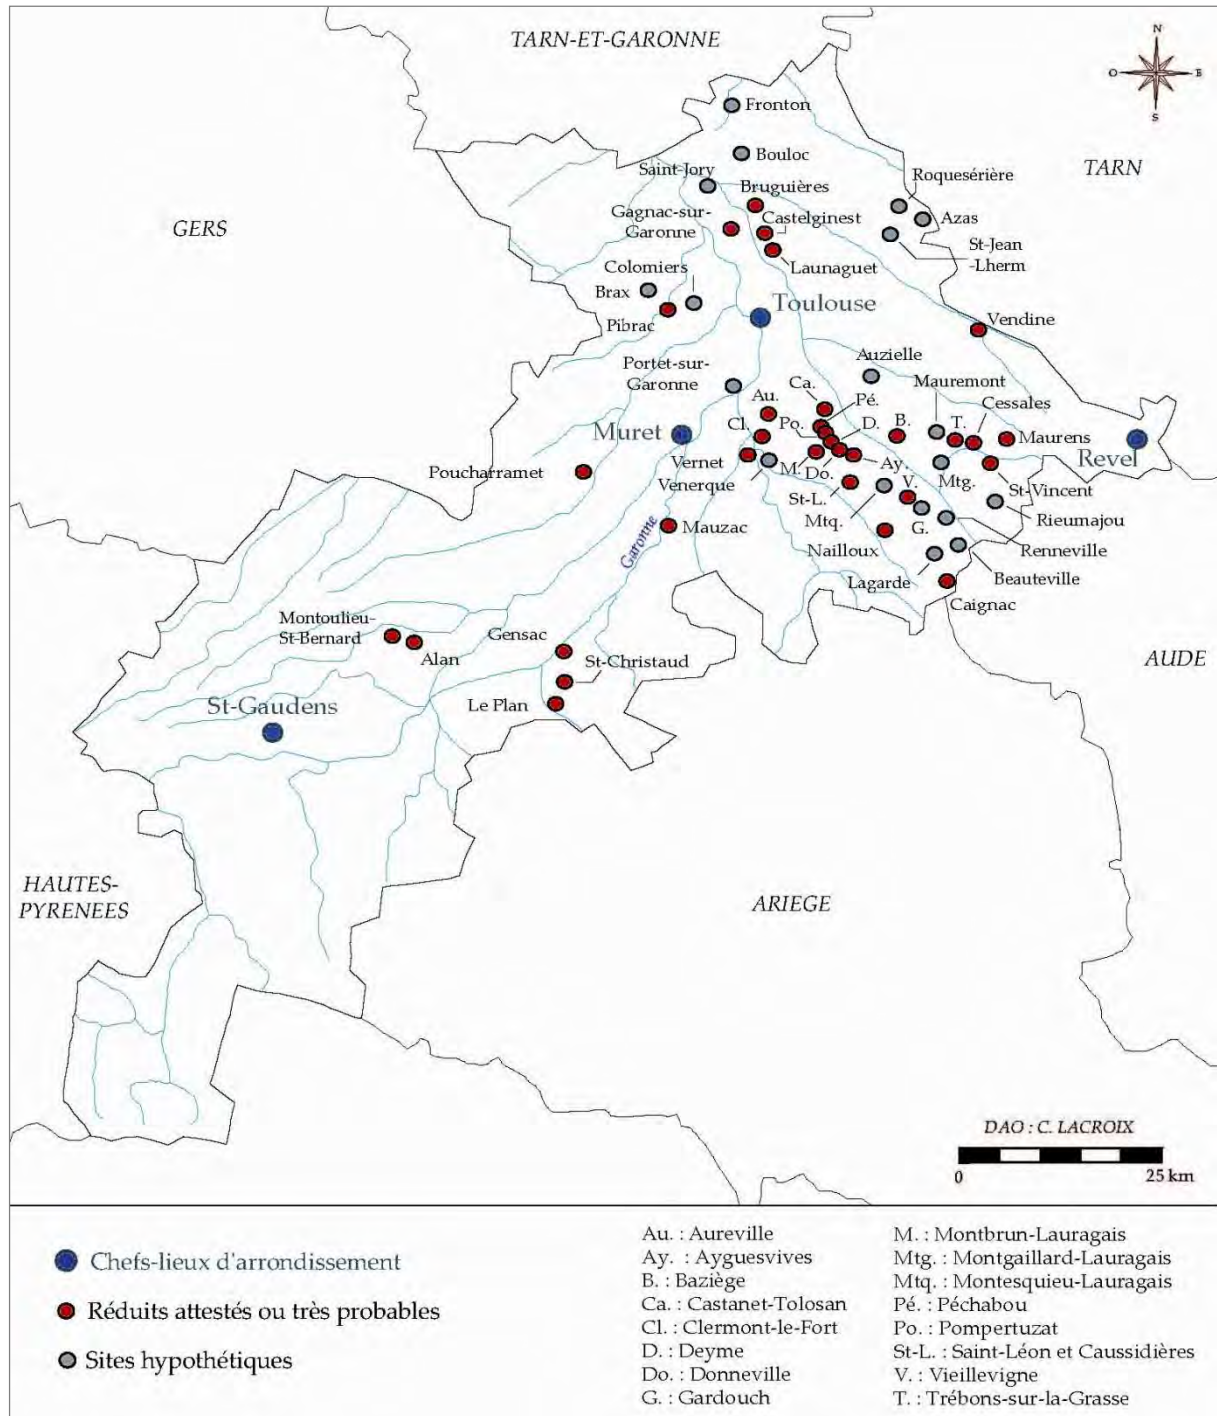 TARN-ET-GARONNE
N
O
E
S
Fronton
Bouloc
TARN
Saint-Jory
Roquesérière
Bruguières
Gagnac-sur-
Garonne
Castelginest
Azas
GERS
St-Jean
-Lherm
Launaguet
Colomiers
Brax
Toulouse
Pibrac
Vendine
Auzielle
Portet-sur-
Garonne
Mauremont
Ca.
Cessales
Au.
Pé.
Cl.
Po.
D.
B.
T.
Muret
Maurens
Revel
Vernet
Poucharramet
M.
Do.
Ay.
Mtg.
Venerque
V.
St-Vincent
St-L.
Mtq.
G.
Rieumajou
Mauzac
Garonne
Nailloux
Renneville
Lagarde
Beauteville
Caignac
Montoulieu-
St-Bernard
Gensac
Alan
St-Christaud
AUDE
St-Gaudens
Le Plan
HAUTES-
PYRENEES
ARIEGE
DAO : C. LACROIX
0
25 km
Chefs-lieux d'arrondissement
Réduits attestés ou très probables
Sites hypothétiques
Au. : Aureville
Ay. : Ayguesvives
B. : Baziège
Ca. : Castanet-Tolosan
Cl. : Clermont-le-Fort
D. : Deyme
Do. : Donneville
G. : Gardouch
M. : Montbrun-Lauragais
Mtg. : Montgaillard-Lauragais
Mtq. : Montesquieu-Lauragais
Pé. : Péchabou
Po. : Pompertuzat
St-L. : Saint-Léon et Caussidières
V. : Vieillevigne
T. : Trébons-sur-la-Grasse